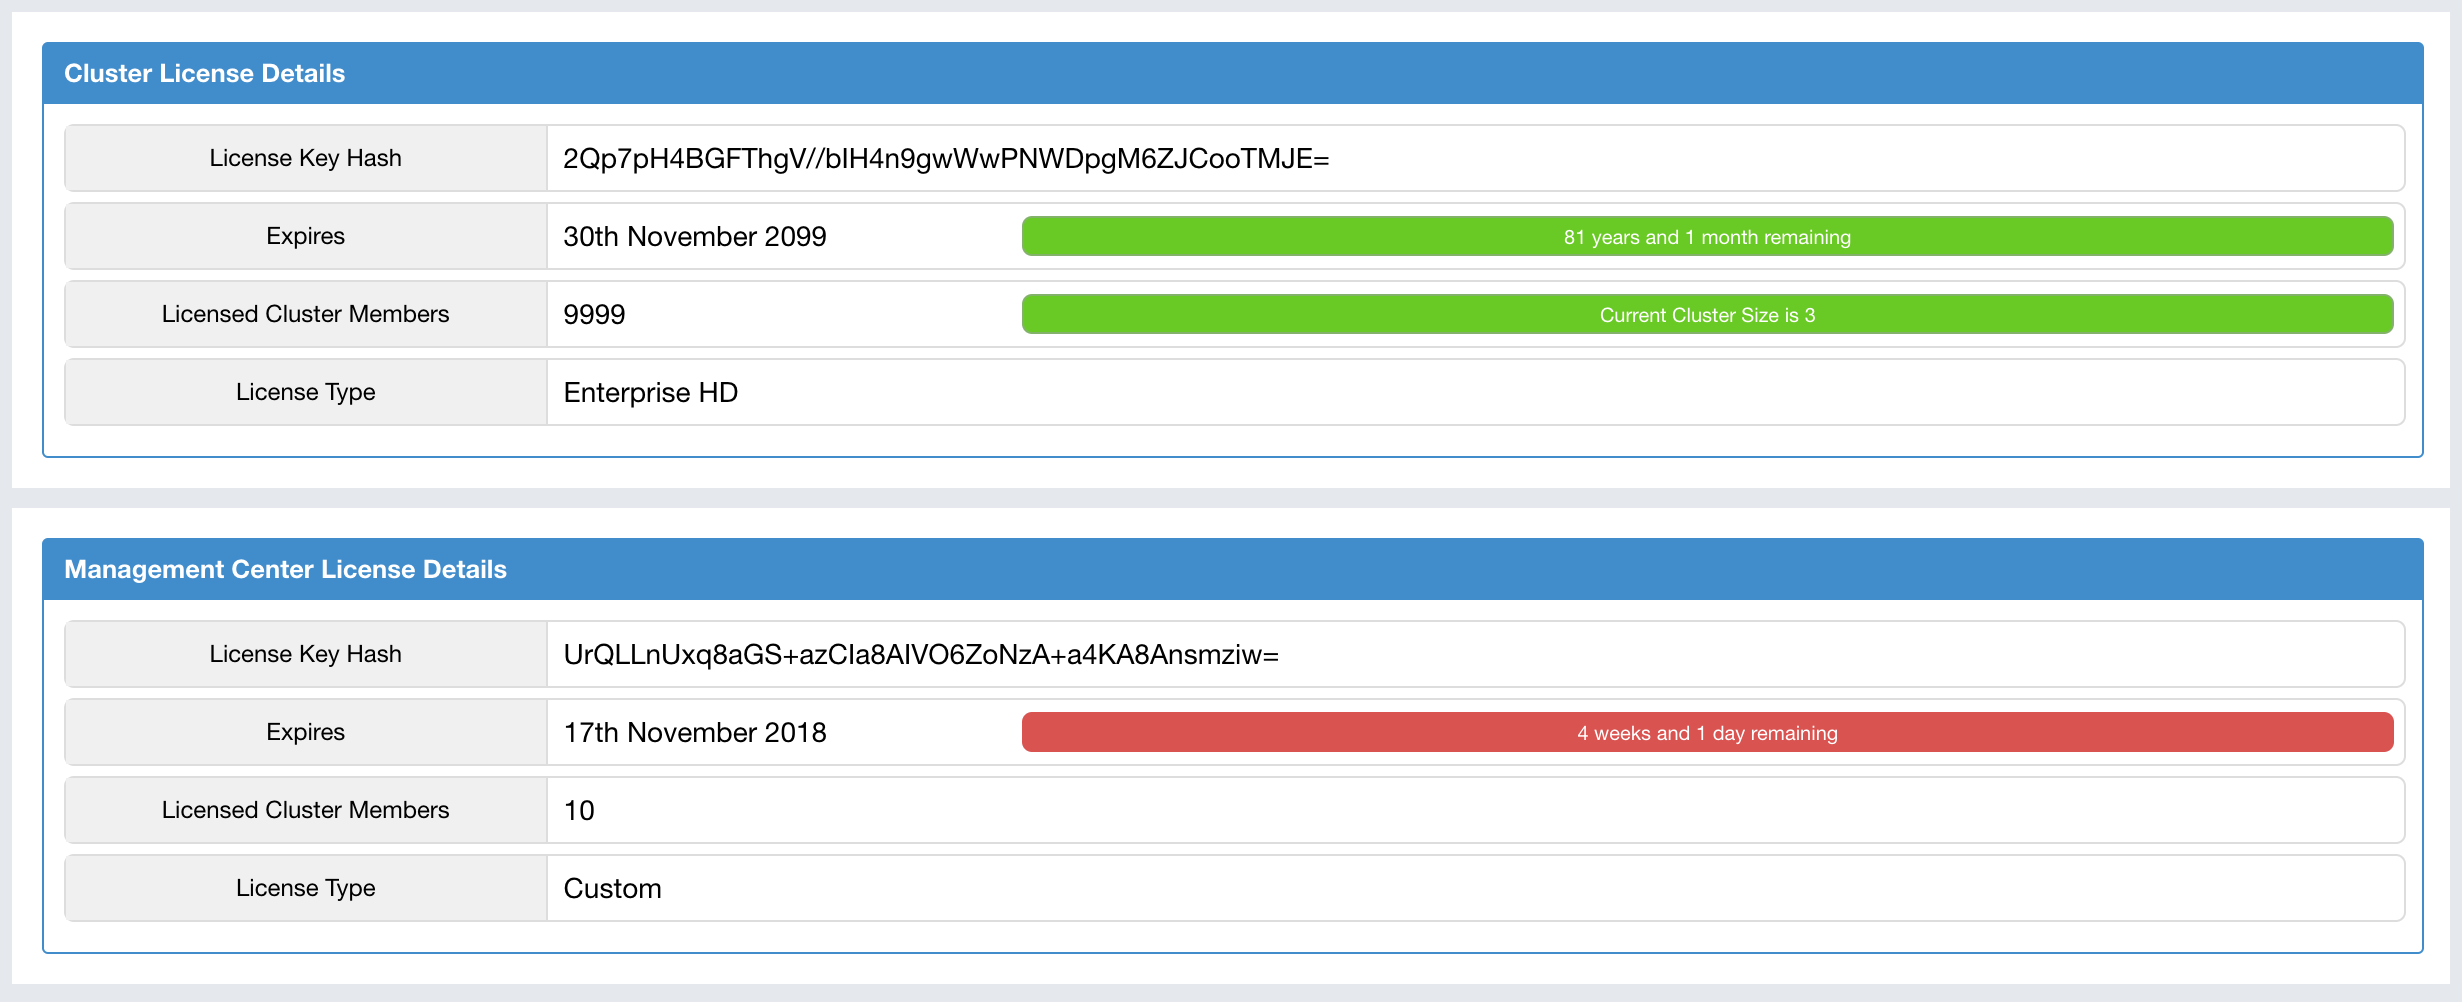 Cluster License Details
License Key Hash 2Qp7pH4BGFThgV//bIH4n9gwWwPNWDpgM6ZJCooTMJE=
Expires 30th November 2099 81 years and 1 month remaining
Licensed Cluster Members 9999 Current Cluster Size is 3
License Type Enterprise HD
Management Center License Details
License Key Hash UrQLLnUxq8aGS+azCIa8AIVO6ZoNzA+a4KA8Ansmziw=
Expires 17th November 2018 4 weeks and 1 day remaining
Licensed Cluster Members 10
License Type Custom